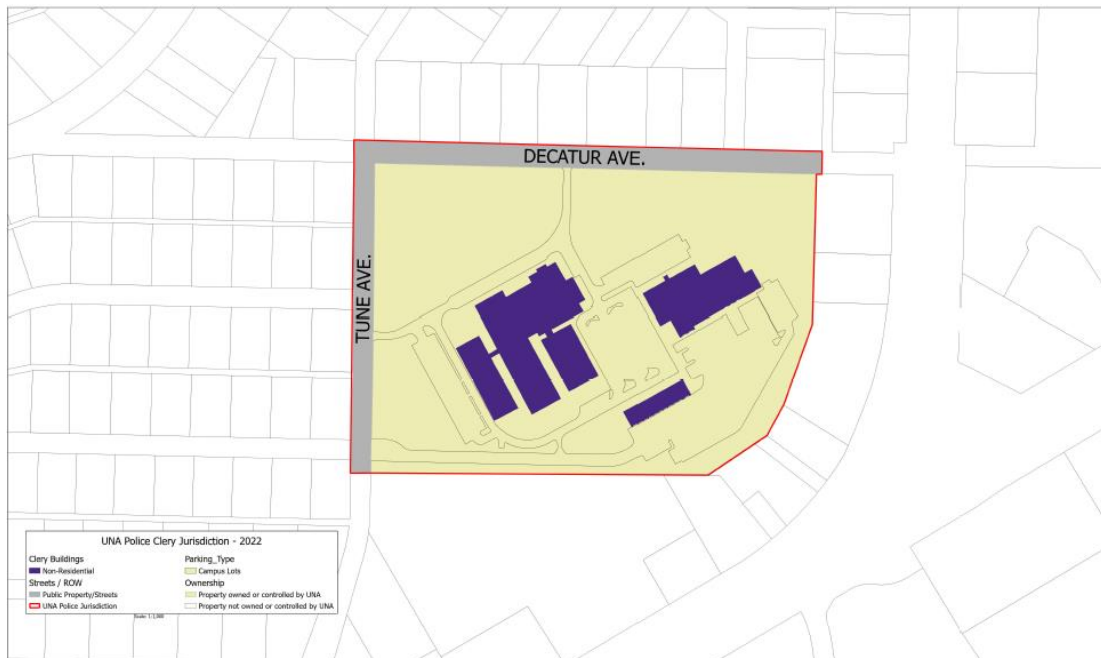 DECATUR AVE.
TUNE AVE.
UNA Police Clery Jurisdiction - 2022
Clery Buildings
Non-Residential
Streets / ROW
Public Property/Streets
UNA Police Jurisdiction
Parking_Type
Campus Lots
Ownership
Property owned or controlled by UNA
Property not owned or controlled by UNA